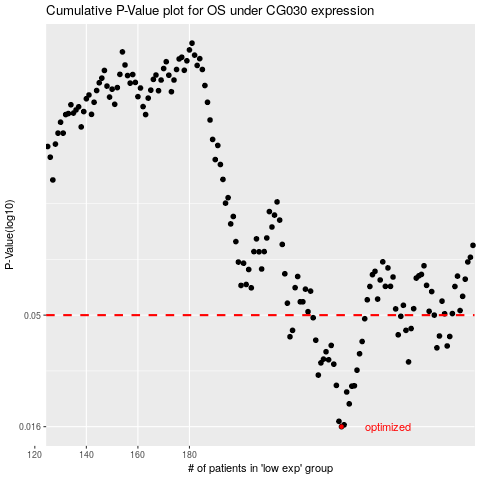 Cumulative P-Value plot for OS under CG030 expression
P-Value(log10)
0.05
0.016
optimized
120 140 160 180
# of patients in 'low exp' group